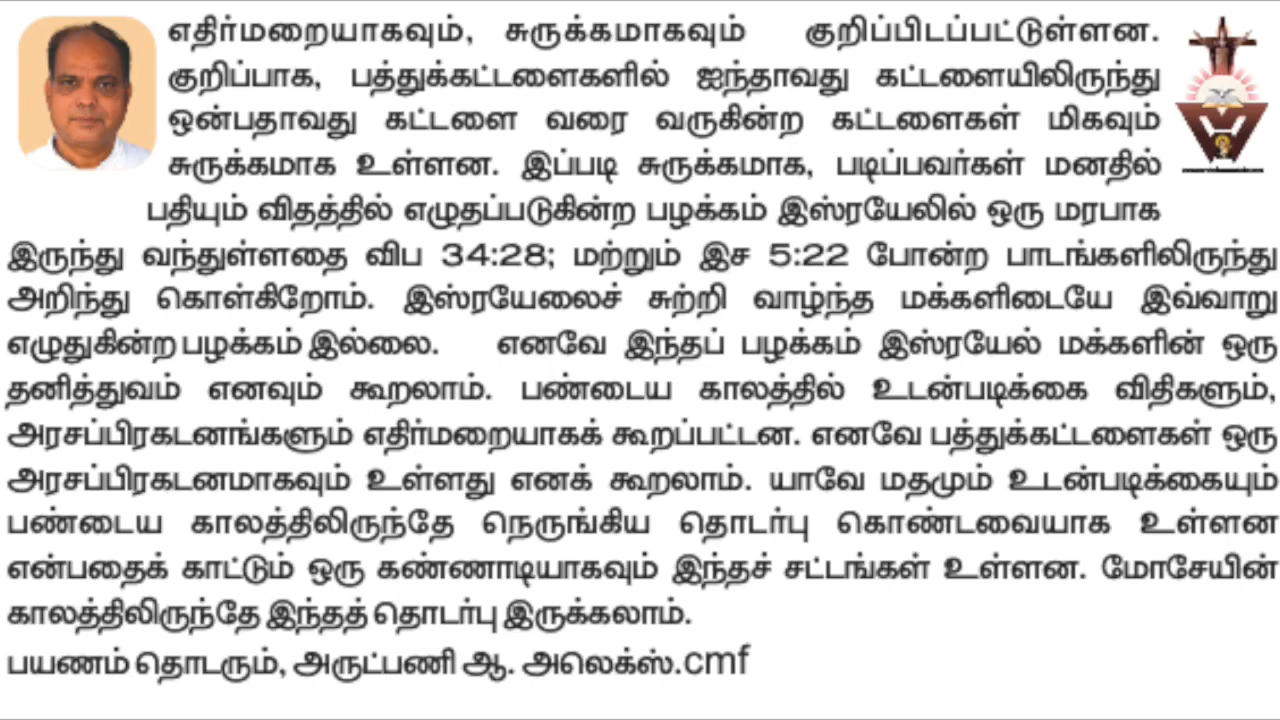 எதிர்மறையாகவும், சுருக்கமாகவும் குறிப்பிடப்பட்டுள்ளன.
குறிப்பாக, பத்துக்கட்டளைகளில் ஐந்தாவது கட்டளையிலிருந்து
ஒன்பதாவது கட்டளை வரை வருகின்ற கட்டளைகள் மிகவும்
சுருக்கமாக உள்ளன. இப்படி சுருக்கமாக, படிப்பவர்கள் மனதில்
பதியும் விதத்தில் எழுதப்படுகின்ற பழக்கம் இஸ்ரயேலில் ஒரு மரபாக
இருந்து வந்துள்ளதை விப 34:28; மற்றும் இச 5:22 போன்ற பாடங்களிலிருந்து
அறிந்து கொள்கிறோம். இஸ்ரயேலைச் சுற்றி வாழ்ந்த மக்களிடையே இவ்வாறு
எழுதுகின்ற பழக்கம் இல்லை. எனவே இந்தப் பழக்கம் இஸ்ரயேல் மக்களின் ஒரு
தனித்துவம் எனவும் கூறலாம். பண்டைய காலத்தில் உடன்படிக்கை விதிகளும்,
அரசப்பிரகடனங்களும் எதிர்மறையாகக் கூறப்பட்டன. எனவே பத்துக்கட்டளைகள் ஒரு
அரசப்பிரகடனமாகவும் உள்ளது எனக் கூறலாம். யாவே மதமும் உடன்படிக்கையும்
பண்டைய காலத்திலிருந்தே நெருங்கிய தொடர்பு கொண்டவையாக உள்ளன
என்பதைக் காட்டும் ஒரு கண்ணாடியாகவும் இந்தச் சட்டங்கள் உள்ளன. மோசேயின்
காலத்திலிருந்தே இந்தத் தொடர்பு இருக்கலாம்.
பயணம் தொடரும், அருட்பணி ஆ. அலெக்ஸ்.cmf